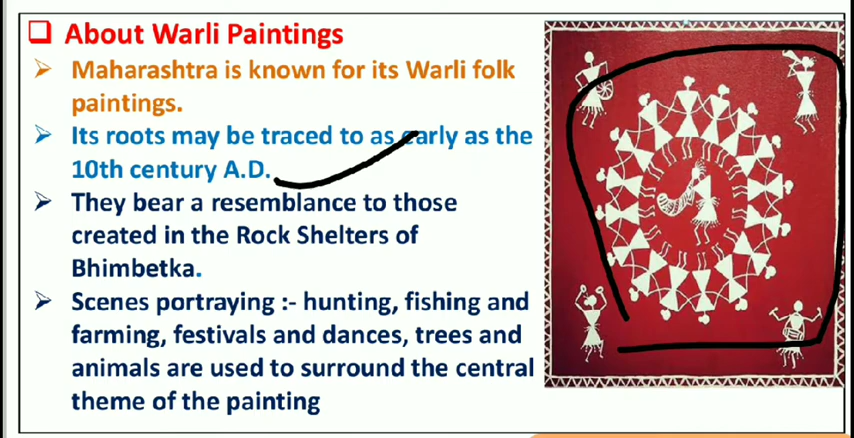 About Warli Paintings
Maharashtra is known for its Warli folk
paintings.
Its roots may be traced to as early as the
10th century A.D.
They bear a resemblance to those
created in the Rock Shelters of
Bhimbetka.
Scenes portraying :- hunting, fishing and
farming, festivals and dances, trees and
animals are used to surround the central
theme of the painting